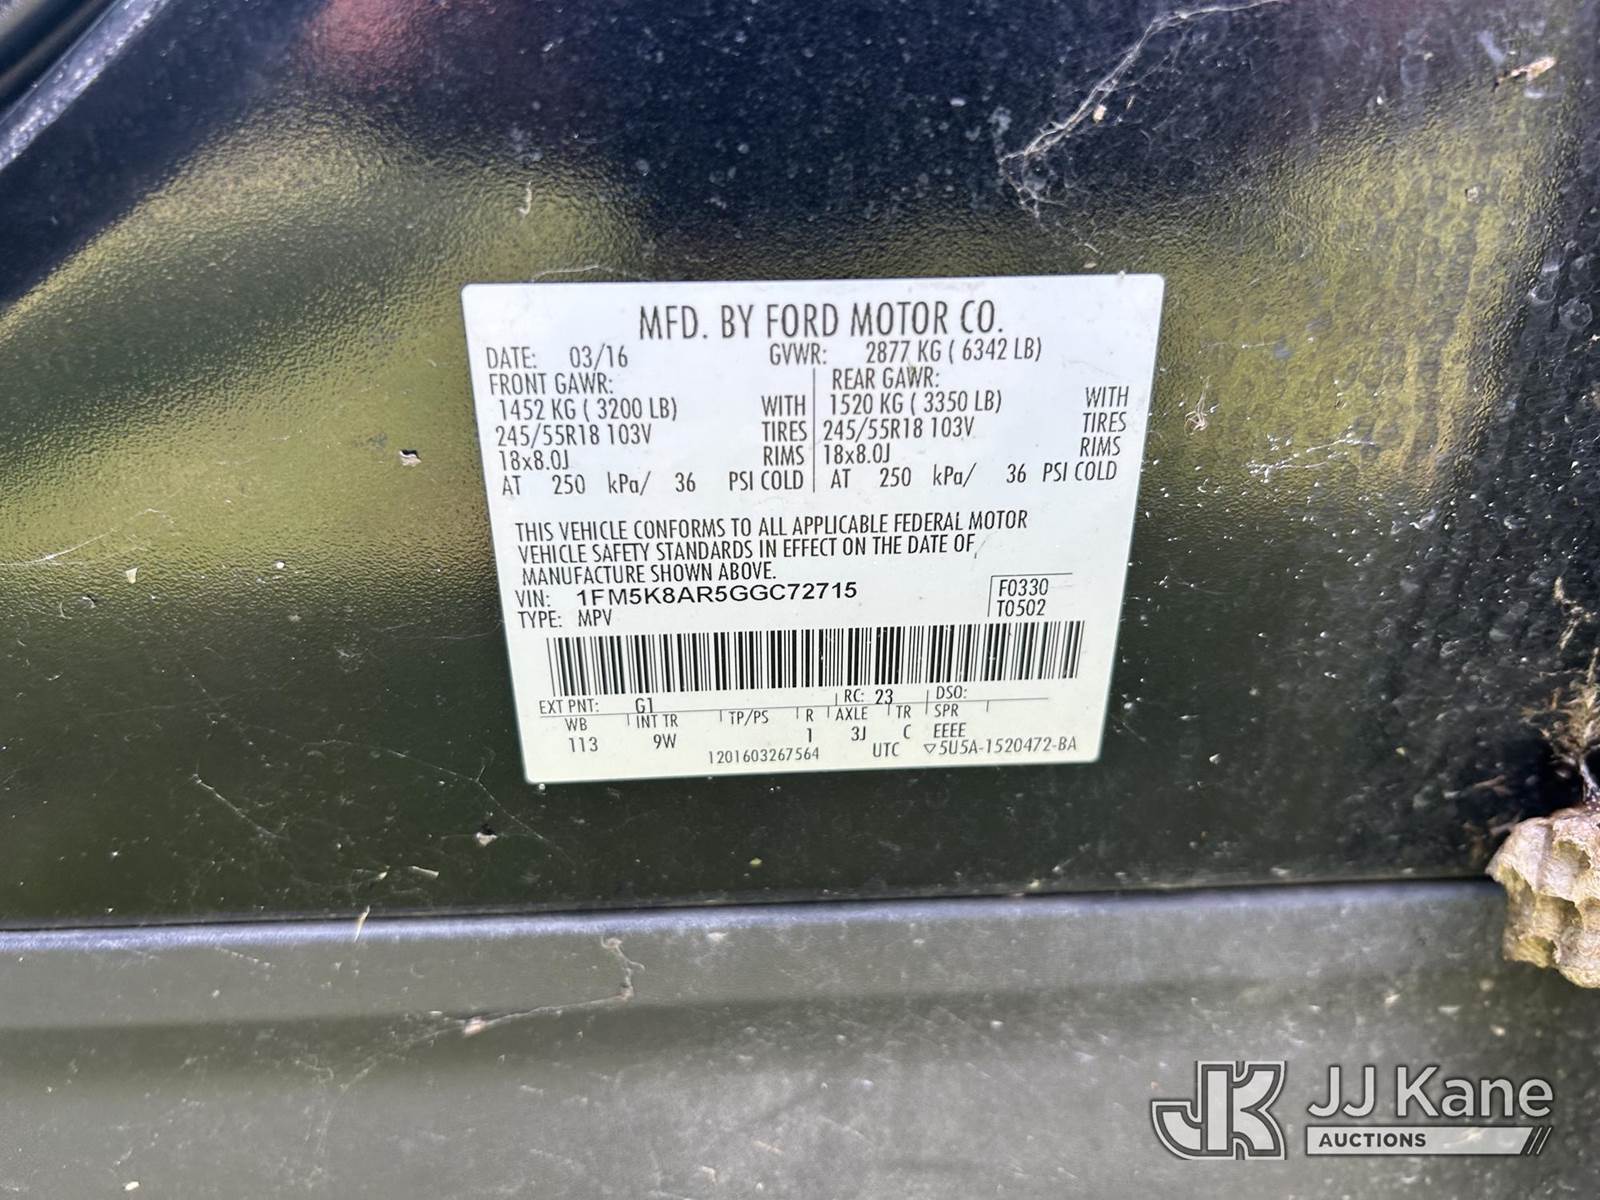 MFD. BY FORD MOTOR CO.
DATE: 03/16 GVWR: 2877 KG ( 6342 LB)
FRONT GAWR: REAR GAWR:
1452 KG ( 3200 LB) WITH 1520 KG ( 3350 LB) WITH
245/55R18 103V TIRES 245/55R18 103V TIRES
18x8.0J RIMS 18x8.0J RIMS
AT 250 kPa/ 36 PSI COLD AT 250 kPa/ 36 PSI COLD
THIS VEHICLE CONFORMS TO ALL APPLICABLE FEDERAL MOTOR
VEHICLE SAFETY STANDARDS IN EFFECT ON THE DATE OF
MANUFACTURE SHOWN ABOVE.
VIN: 1FM5K8AR5GGC72715 F0330
TYPE: MPV T0502
EXT PNT: G1 RC: 23 DSO:
WB INT TR TP/PS R AXLE TR SPR
113 9W 1 3J C EEEE
1201603267564 UTC ▽5U5A-1520472-BA
JK JJ Kane
AUCTIONS